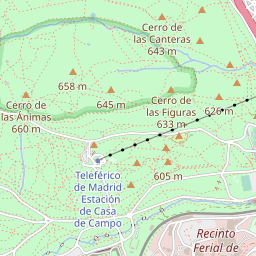 Cerro de
las Canteras
643 m
658 m
645 m
Cerro de
las Ánimas
660 m
Cerro de
las Figuras
633 m
626 m
Teleférico
de Madrid
Estación
de Casa
de Campo
605 m
Recinto
Ferial de